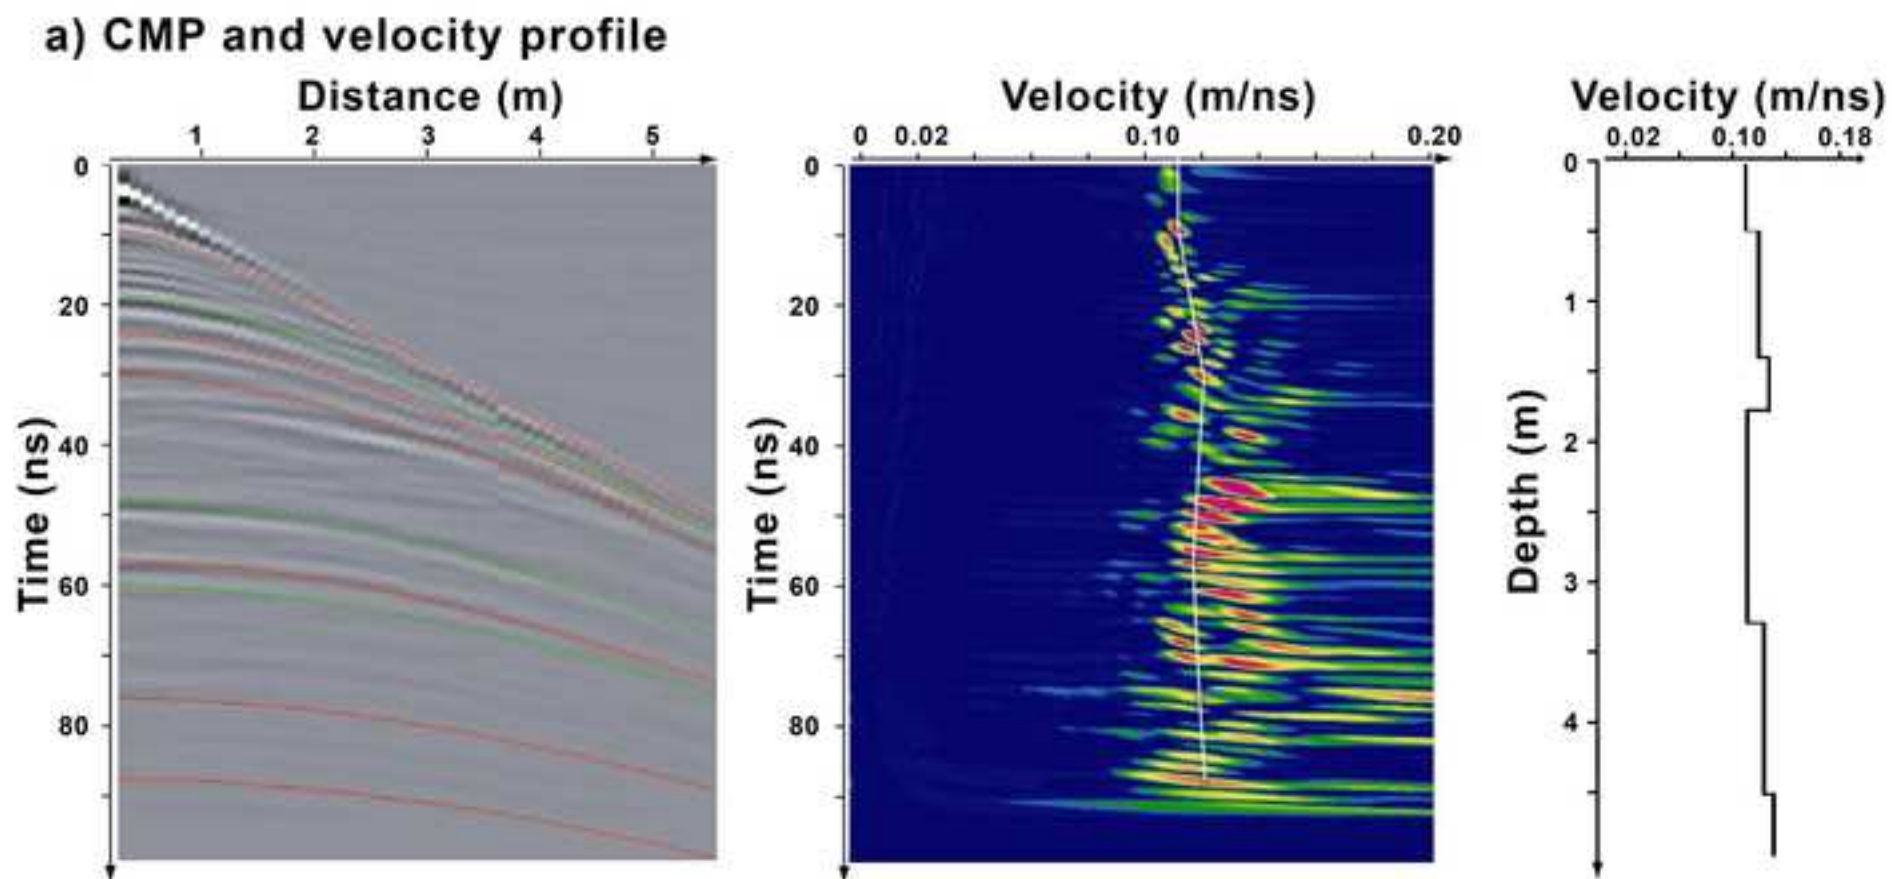 a) CMP and velocity profile
Distance (m)
1 2 3 4 5
Time (ns)
0
20
40
60
80
Velocity (m/ns)
0 0.02 0.10 0.20
Time (ns)
0
20
40
60
80
Velocity (m/ns)
0.02 0.10 0.18
Depth (m)
0
1
2
3
4